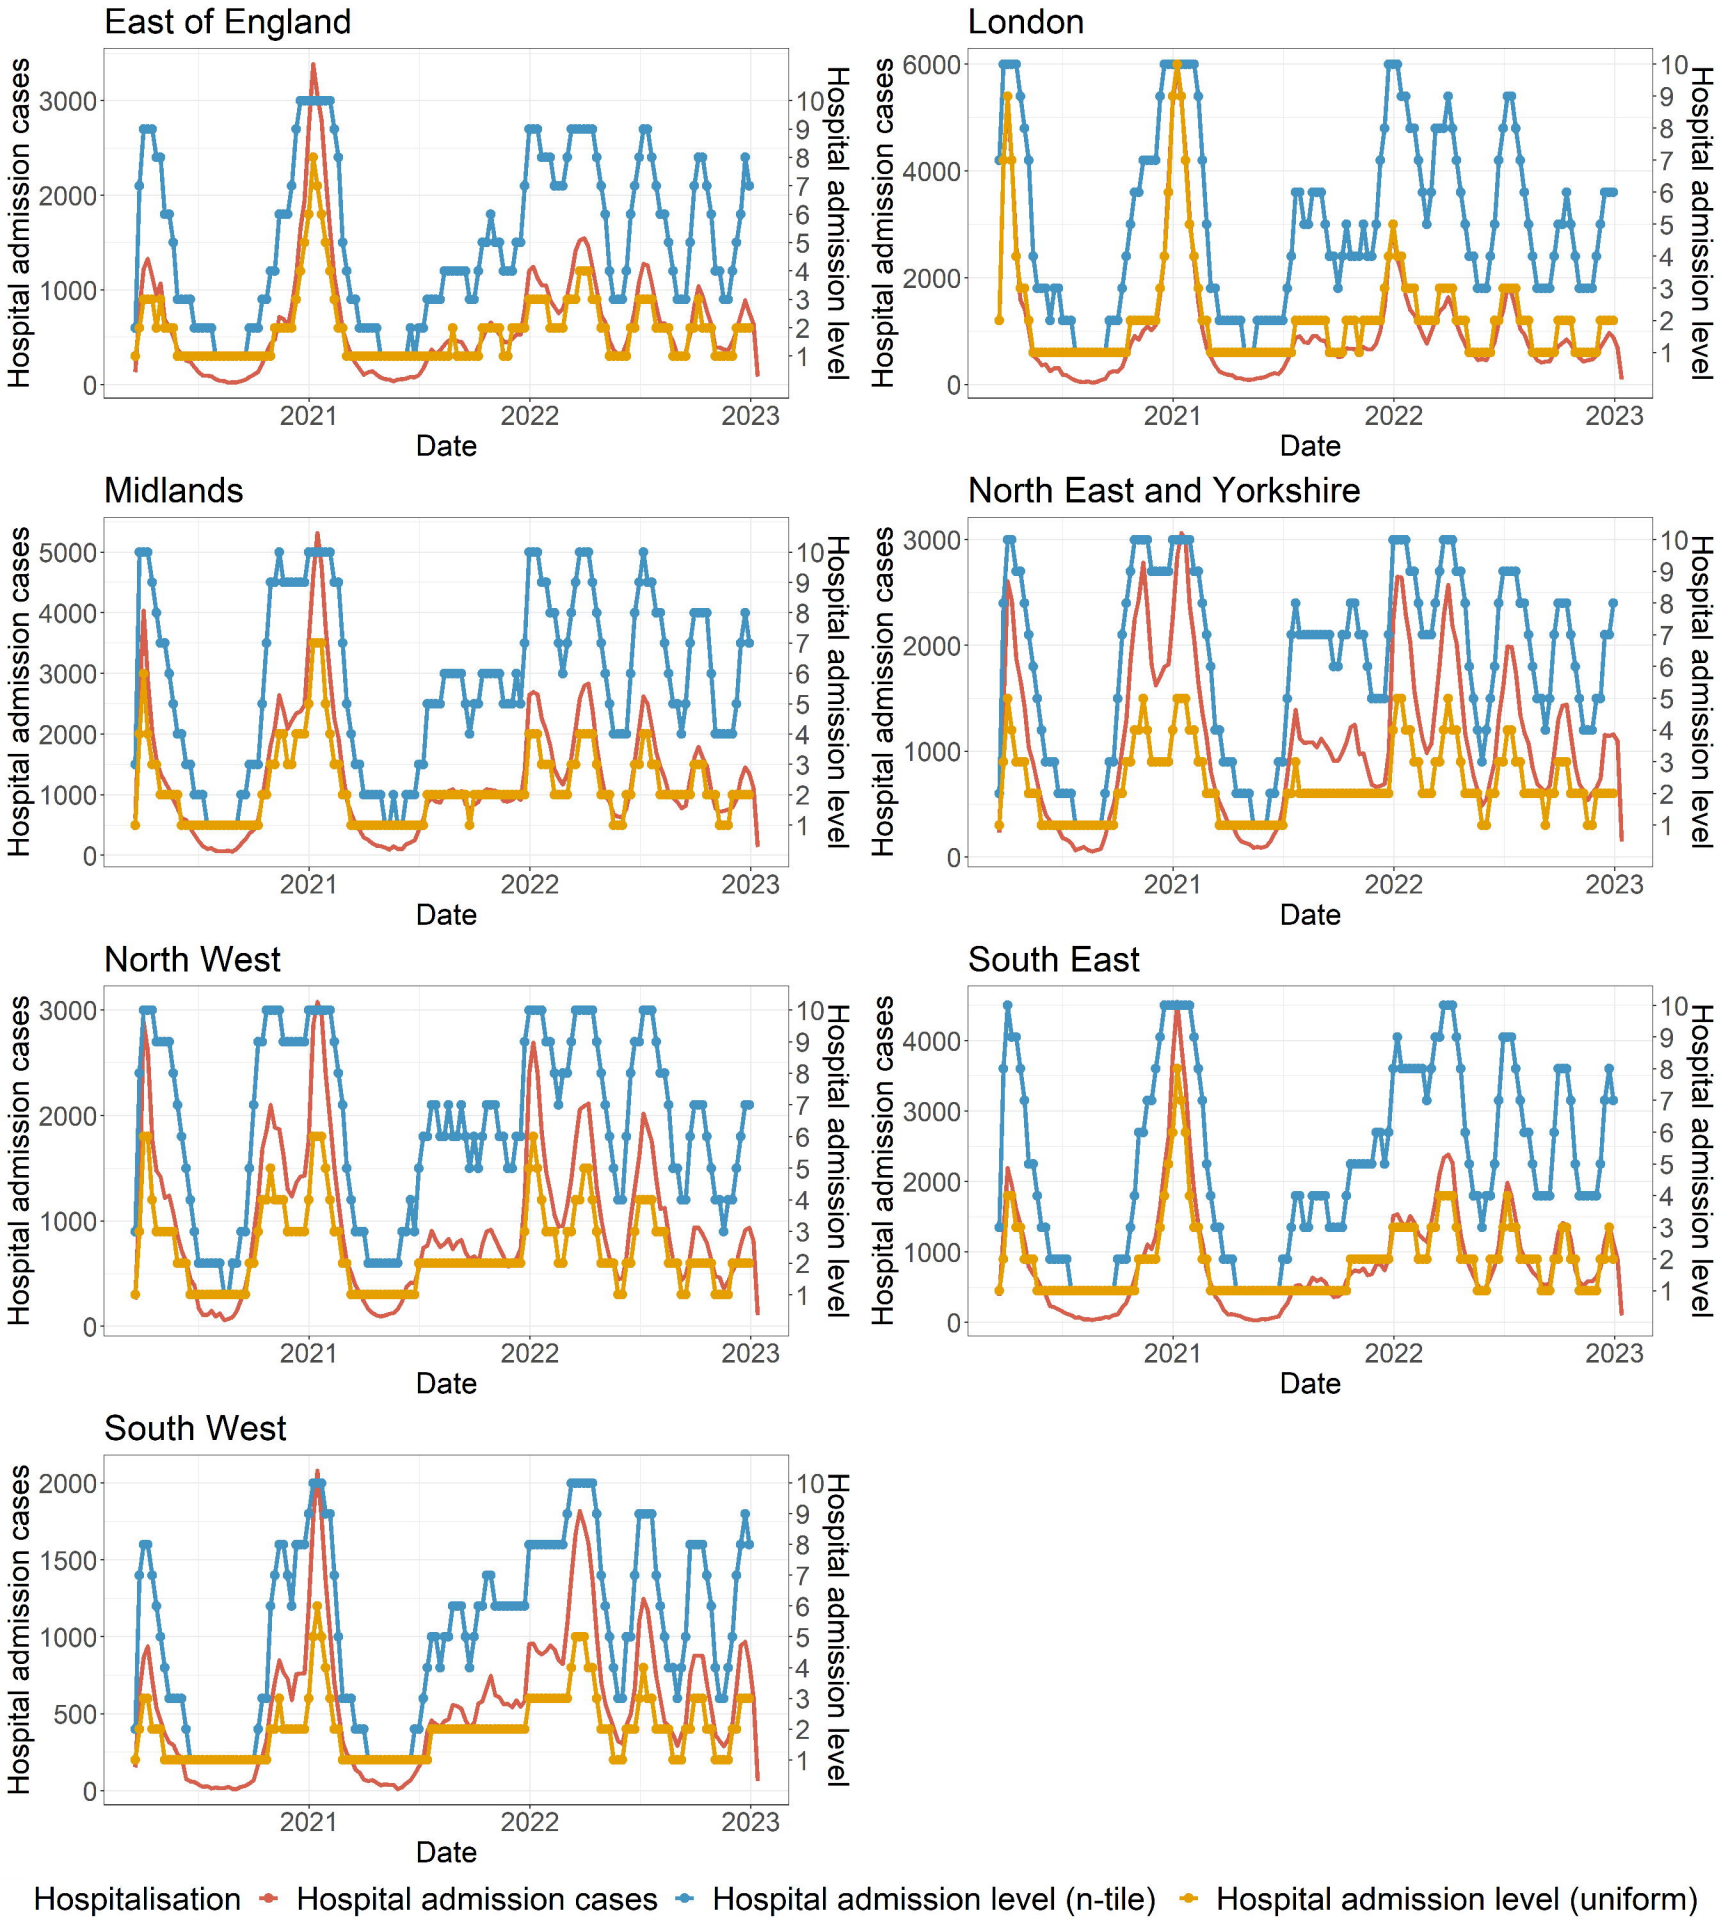 East of England
Hospital admission cases
3000
2000
1000
0
10
9
8
7
6
5
4
3
2
1
Hospital admission level
2021 2022 2023
Date
London
Hospital admission cases
6000
4000
2000
0
10
9
8
7
6
5
4
3
2
1
Hospital admission level
2021 2022 2023
Date
Midlands
Hospital admission cases
5000
4000
3000
2000
1000
0
10
9
8
7
6
5
4
3
2
1
Hospital admission level
2021 2022 2023
Date
North East and Yorkshire
Hospital admission cases
3000
2000
1000
0
10
9
8
7
6
5
4
3
2
1
Hospital admission level
2021 2022 2023
Date
North West
Hospital admission cases
3000
2000
1000
0
10
9
8
7
6
5
4
3
2
1
Hospital admission level
2021 2022 2023
Date
South East
Hospital admission cases
4000
3000
2000
1000
0
10
9
8
7
6
5
4
3
2
1
Hospital admission level
2021 2022 2023
Date
South West
Hospital admission cases
2000
1500
1000
500
0
10
9
8
7
6
5
4
3
2
1
Hospital admission level
2021 2022 2023
Date
Hospitalisation Hospital admission cases Hospital admission level (n-tile) Hospital admission level (uniform)